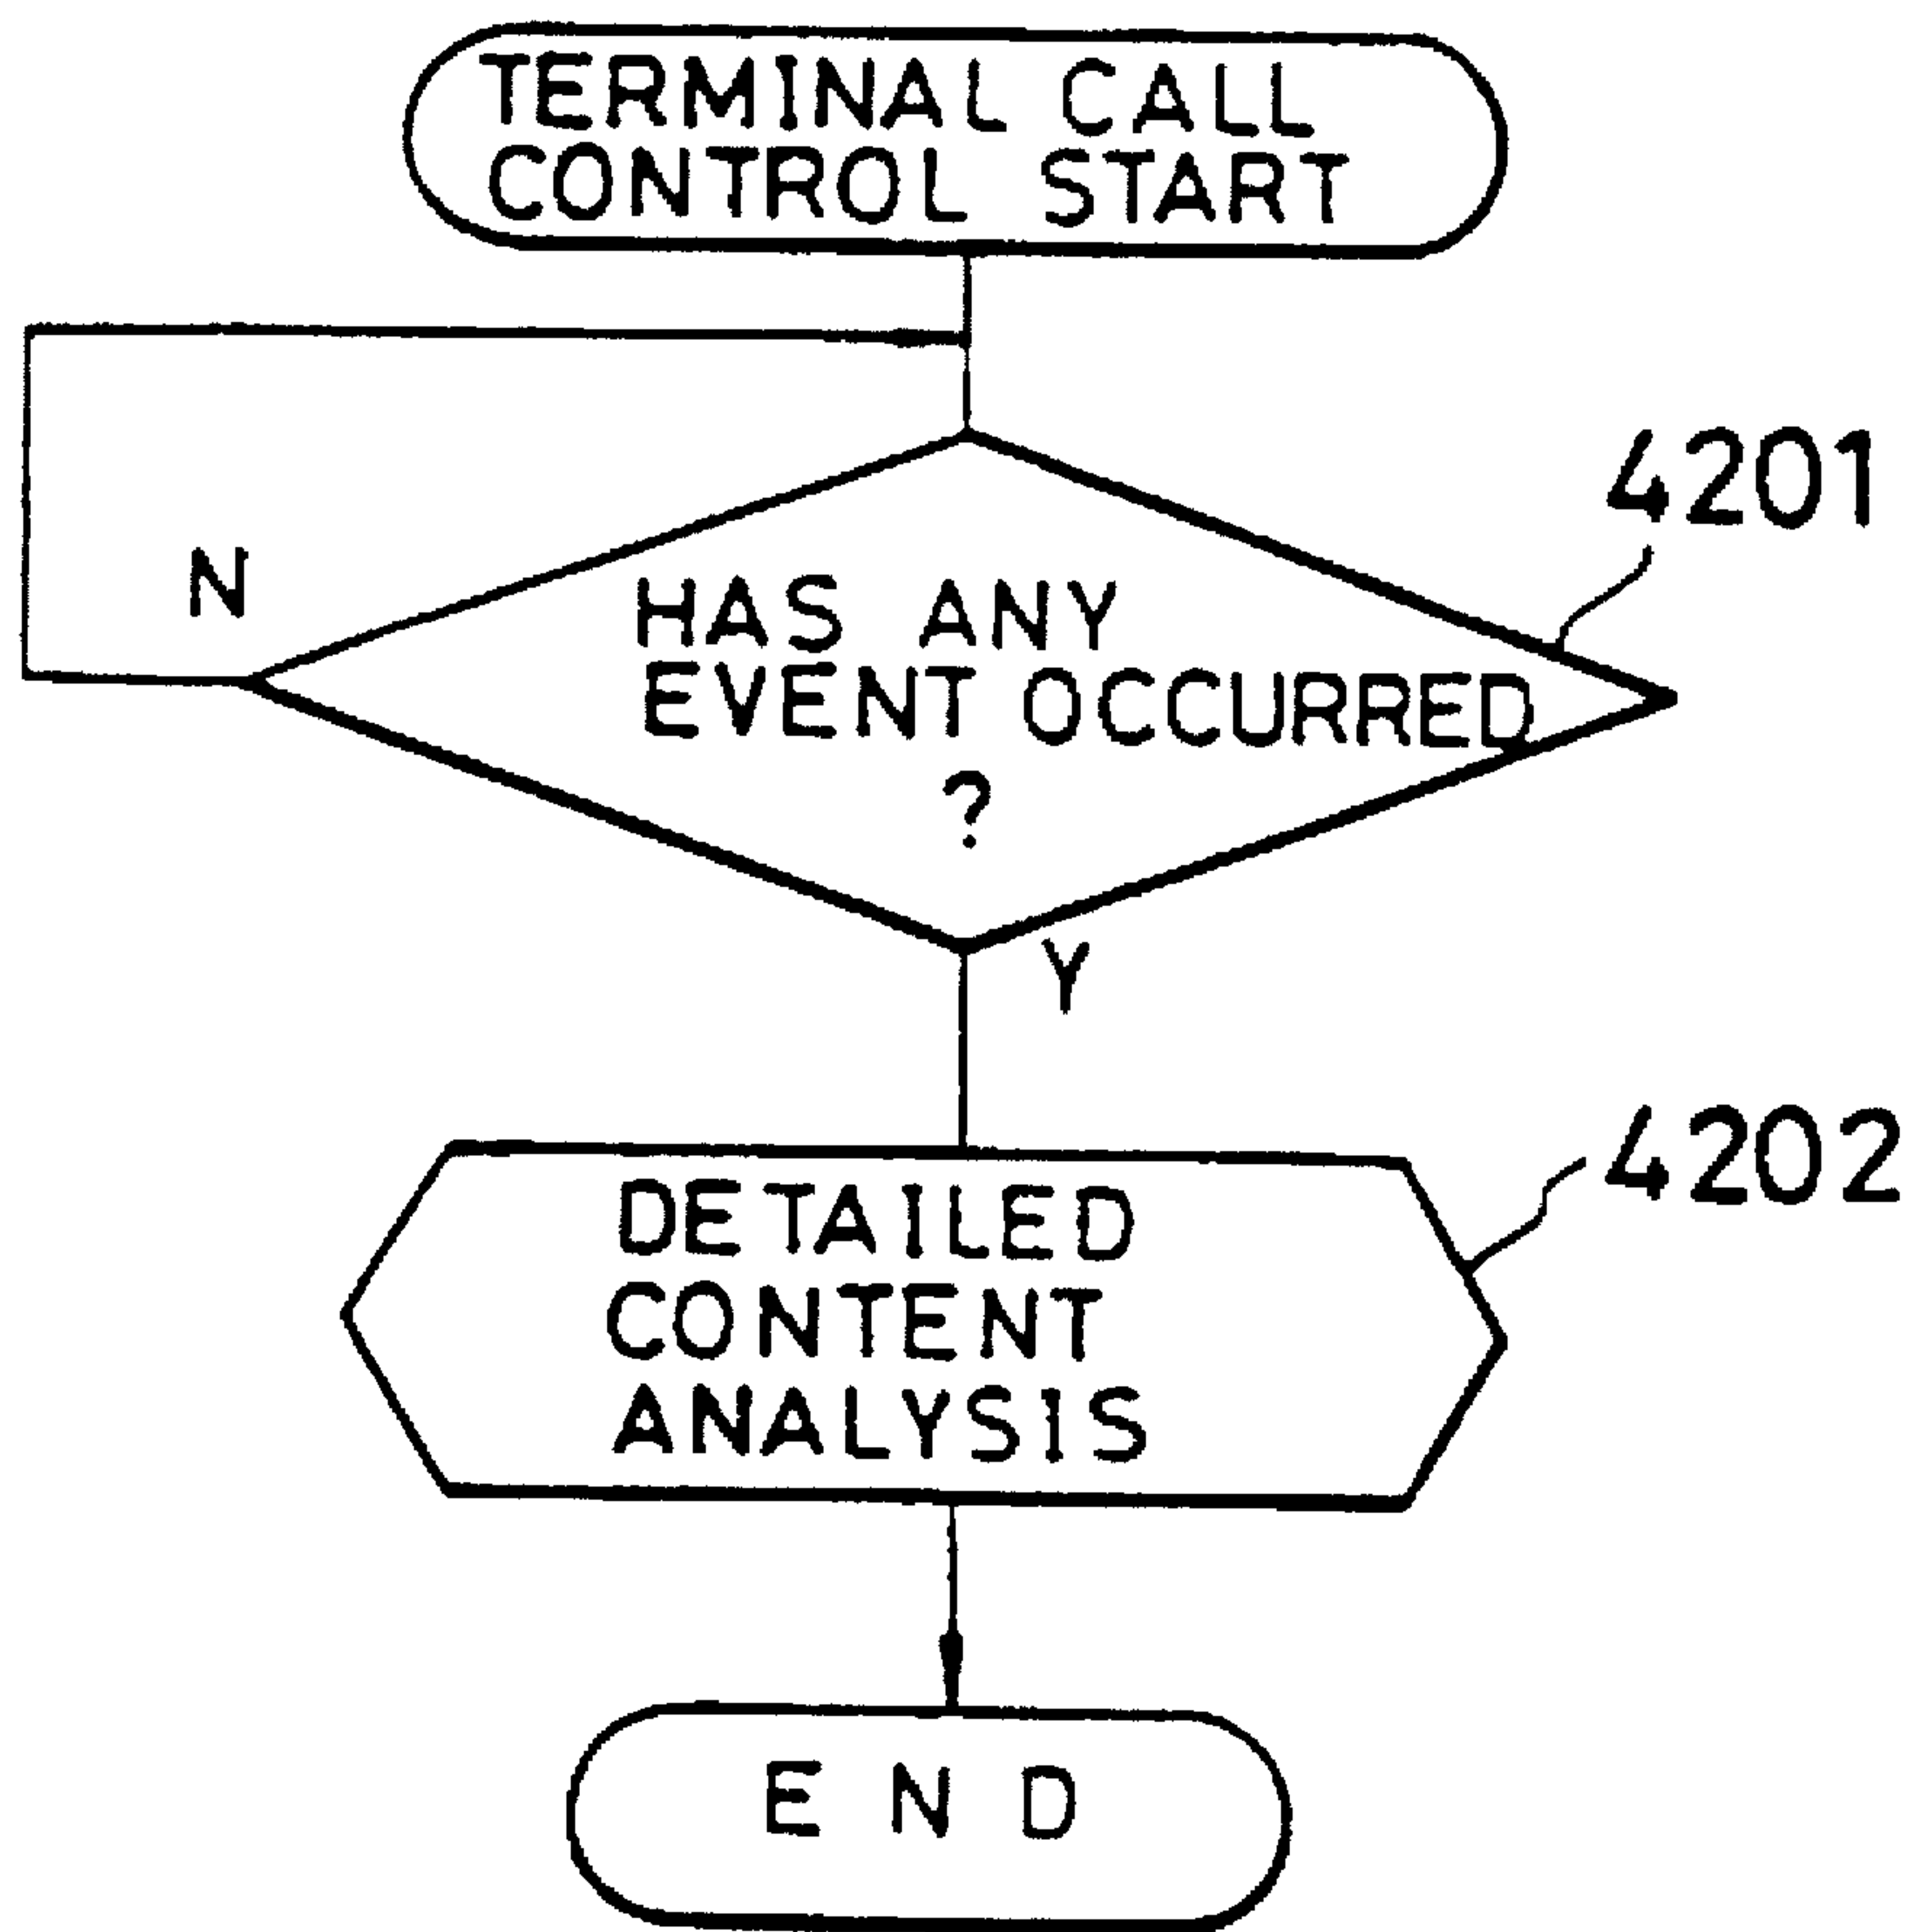 TERMINAL CALL
CONTROL START
4201
N
HAS ANY
EVENT OCCURRED
?
Y
4202
DETAILED
CONTENT
ANALYSIS
END